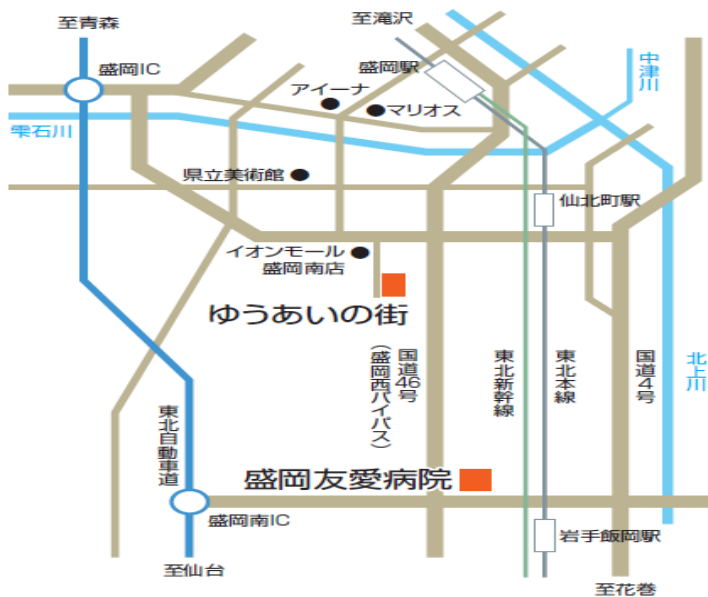 至青森
至滝沢
盛岡IC
盛岡駅
中津川
アイーナ
マリオス
雫石川
県立美術館
仙北町駅
イオンモール
盛岡南店
ゆうあいの街
国道46号
(盛岡西バイパス)
東北新幹線
東北本線
国道4号
北上川
東北自動車道
盛岡友愛病院
盛岡南IC
岩手飯岡駅
至仙台
至花巻